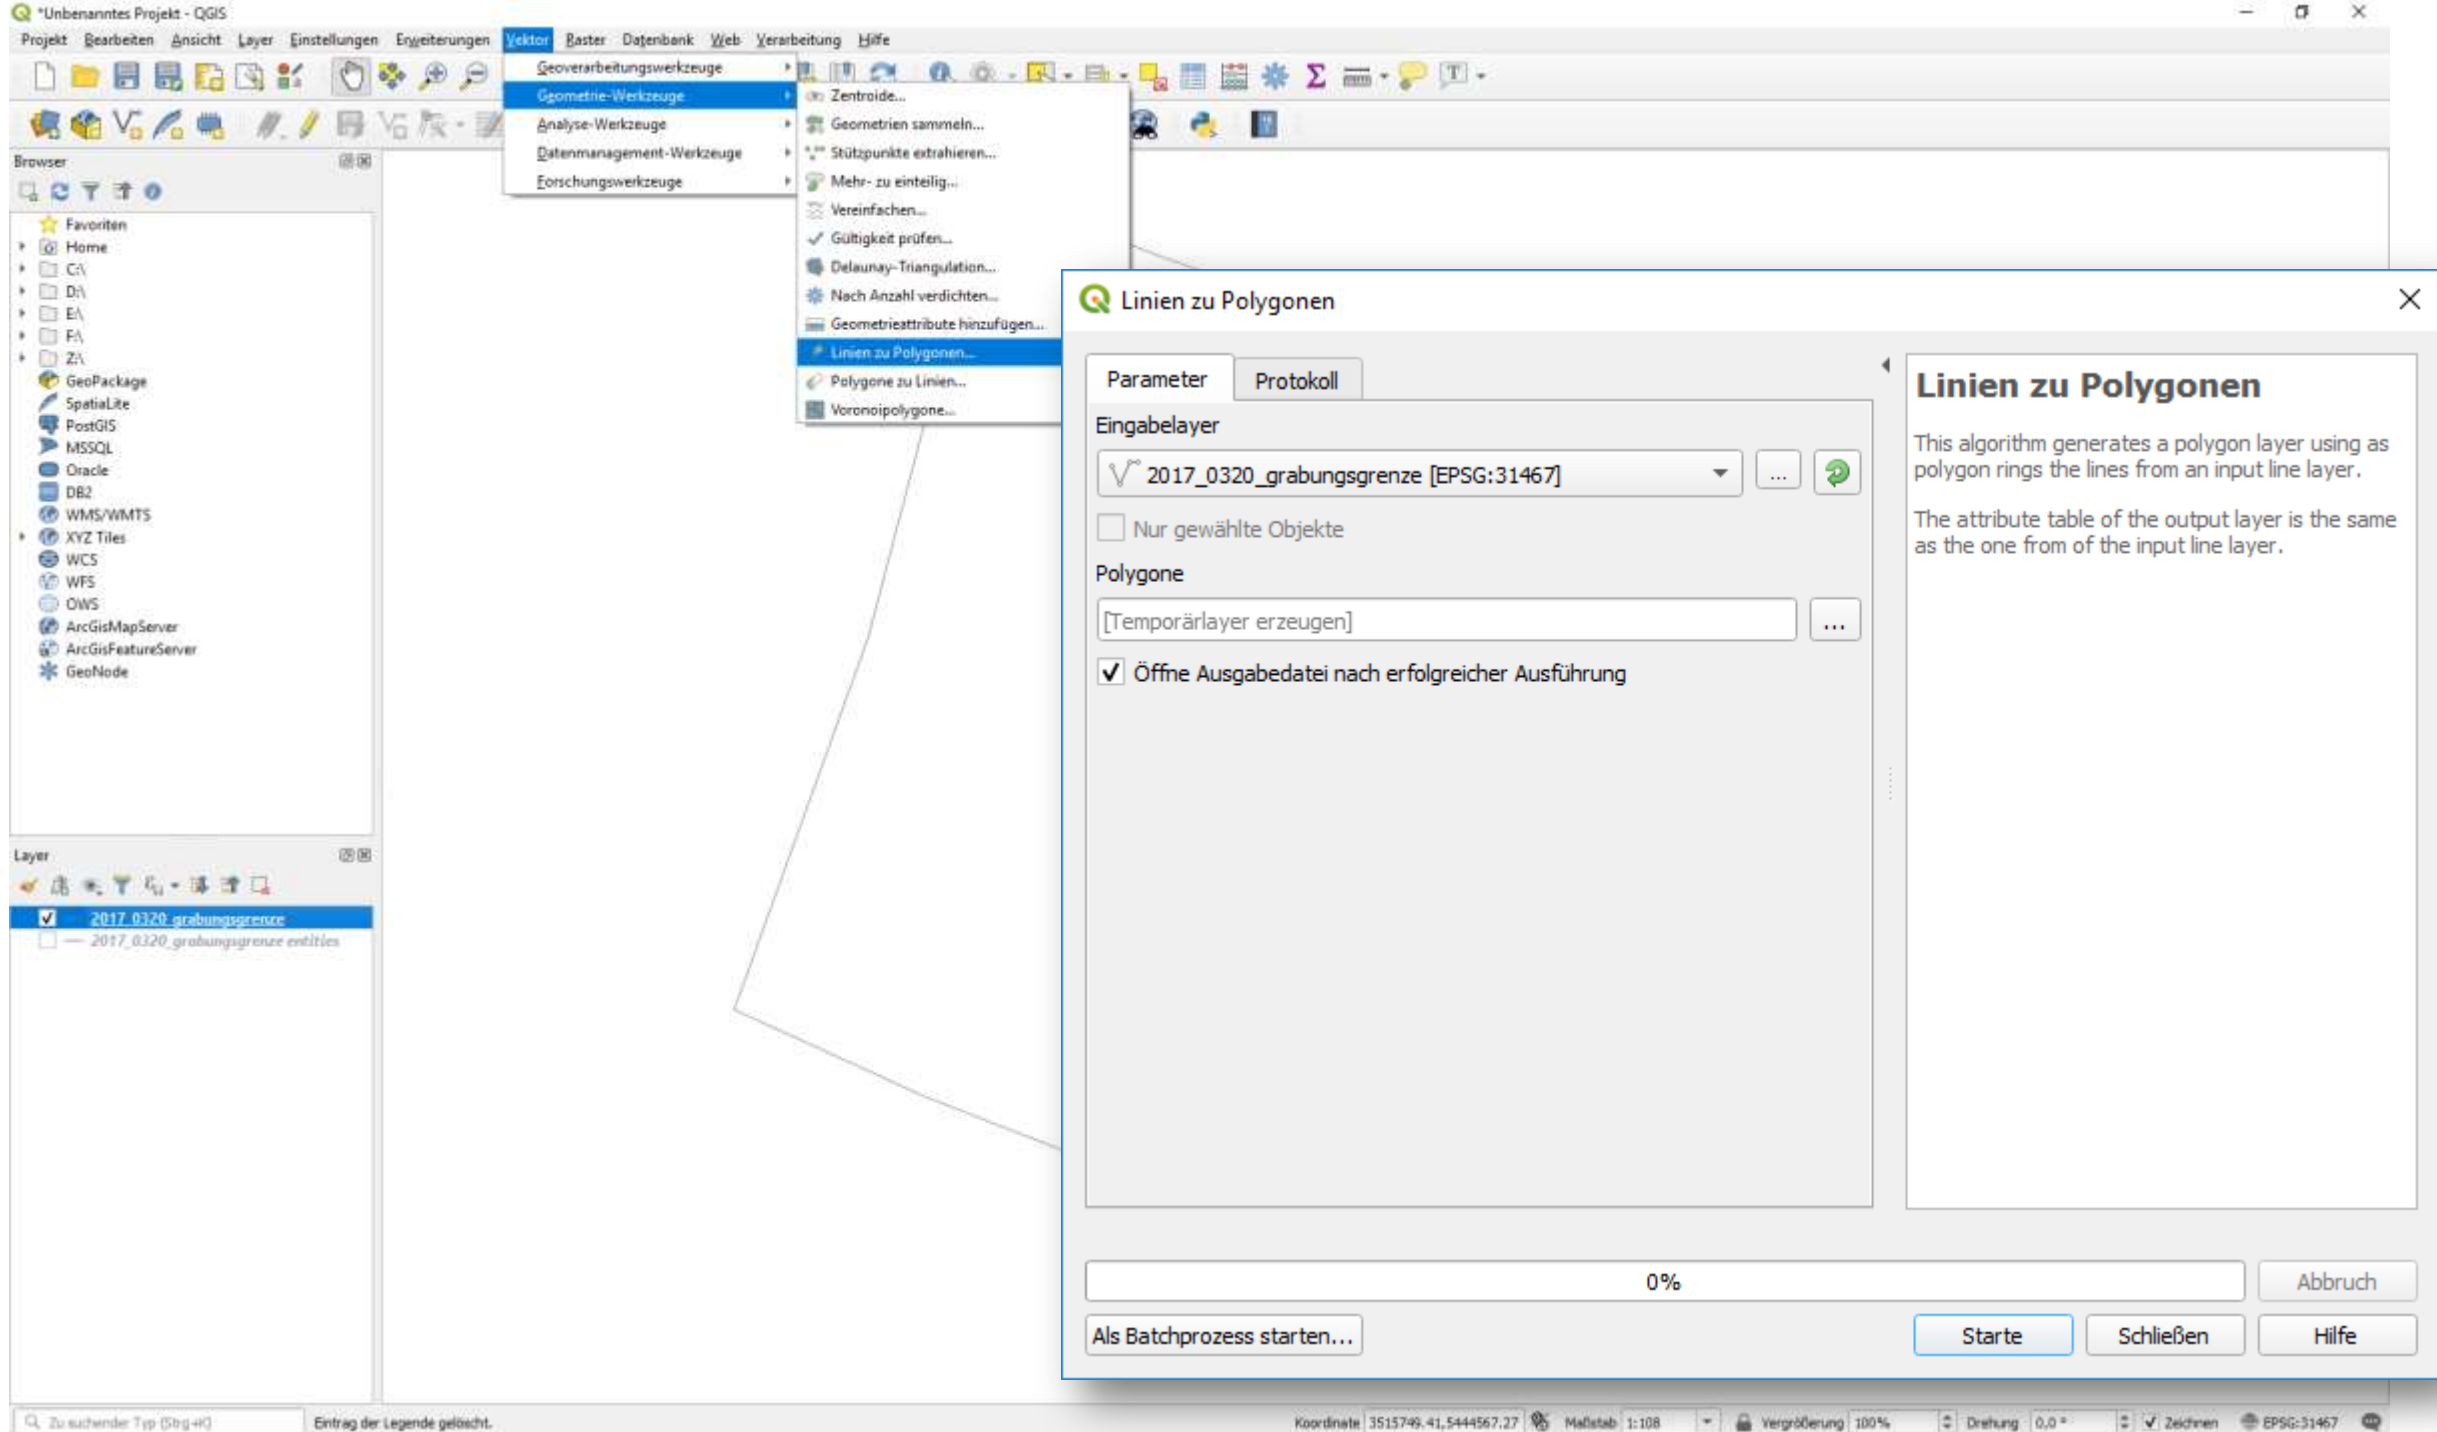 *Unbenanntes Projekt - QGIS
Projekt Bearbeiten Ansicht Layer Einstellungen Erweiterungen Vektor Raster Datenbank Web Verarbeitung Hilfe
Geoverarbeitungswerkzeuge
Geometrie-Werkzeuge
Analyse-Werkzeuge
Datenmanagement-Werkzeuge
Forschungswerkzeuge
Zentroide...
Geometrien sammeln...
Stützpunkte extrahieren...
Mehr- zu einteilig...
Vereinfachen...
Gültigkeit prüfen...
Delaunay-Triangulation...
Nach Anzahl verdichten...
Geometrieattribute hinzufügen...
Linien zu Polygonen...
Polygone zu Linien...
Voronoipolygone...
Browser
Favoriten
Home
C:\
D:\
E:\
F:\
Z:\
GeoPackage
SpatiaLite
PostGIS
MSSQL
Oracle
DB2
WMS/WMTS
XYZ Tiles
WCS
WFS
OWS
ArcGisMapServer
ArcGisFeatureServer
GeoNode
Layer
2017_0320_grabungsgrenze
2017_0320_grabungsgrenze entities
Linien zu Polygonen
Parameter Protokoll
Eingabelayer
2017_0320_grabungsgrenze [EPSG:31467]
...
Nur gewählte Objekte
Polygone
[Temporärlayer erzeugen]
...
Öffne Ausgabedatei nach erfolgreicher Ausführung
Linien zu Polygonen
This algorithm generates a polygon layer using as
polygon rings the lines from an input line layer.
The attribute table of the output layer is the same
as the one from of the input line layer.
0%
Abbruch
Als Batchprozess starten...
Starte Schließen Hilfe
Zu suchender Typ (Strg+K)
Eintrag der Legende gelöscht.
Koordinate 3515749.41,5444567.27 Maßstab 1:108 Vergrößerung 100% Drehung 0,0 ° Zeichnen EPSG:31467